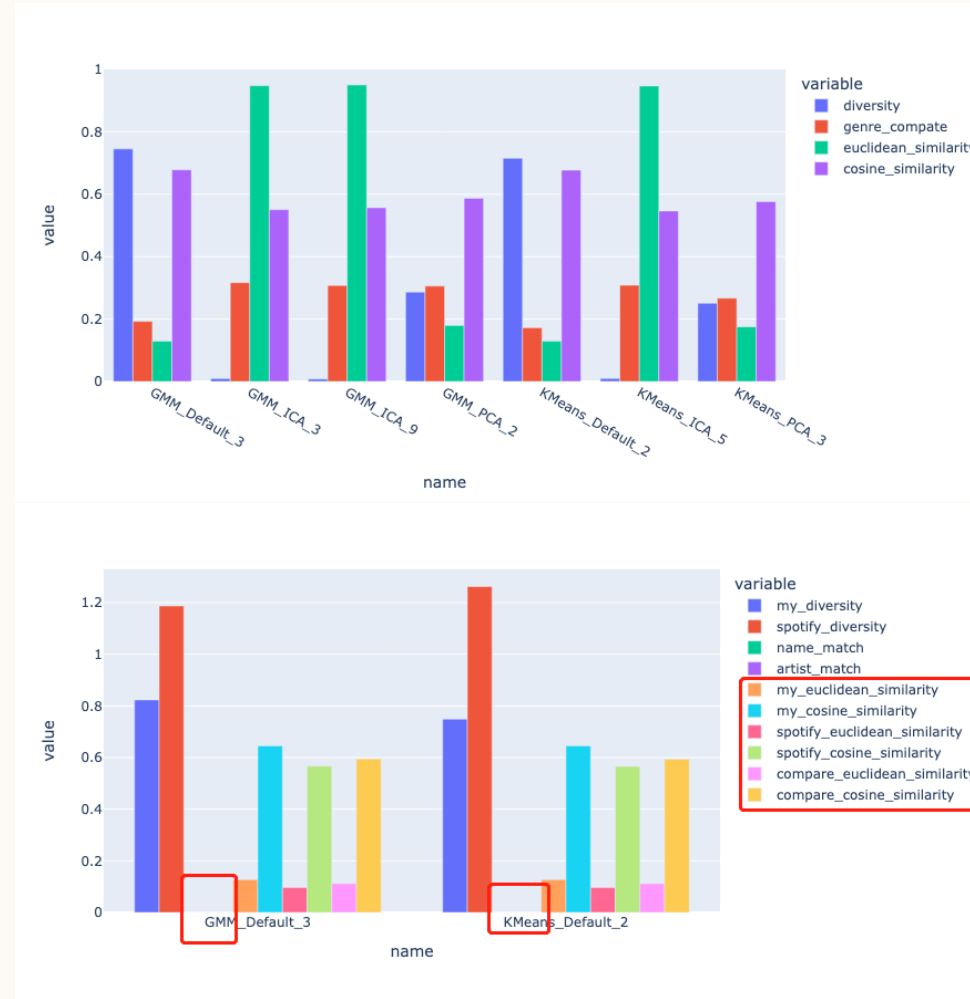 1
0.8
0.6
0.4
0.2
0
value
GMM_Default_3
GMM_ICA_3
GMM_ICA_9
GMM_PCA_2
KMeans_Default_2
KMeans_ICA_5
KMeans_PCA_3
name
variable
diversity
genre_compate
euclidean_similarity
cosine_similarity
1.2
1
0.8
0.6
0.4
0.2
0
value
GMM_Default_3
KMeans_Default_2
name
variable
my_diversity
spotify_diversity
name_match
artist_match
my_euclidean_similarity
my_cosine_similarity
spotify_euclidean_similarity
spotify_cosine_similarity
compare_euclidean_similarity
compare_cosine_similarity